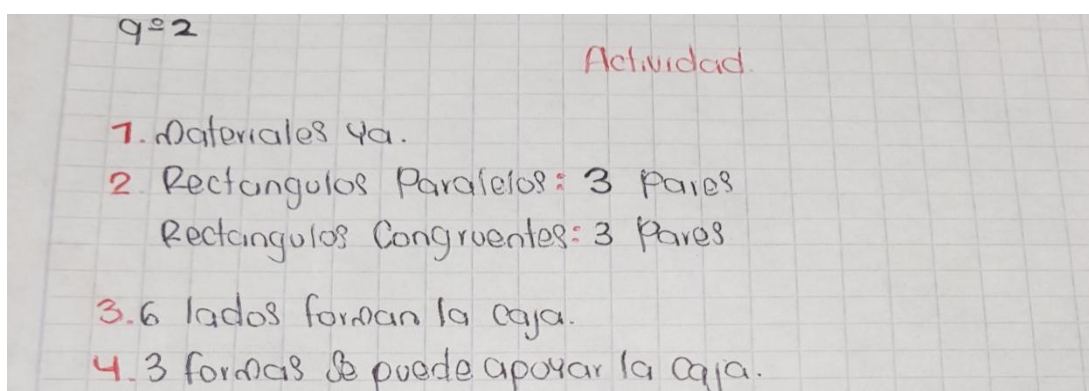 9º2
Actividad.
1. Materiales ya.
2. Rectangulos Paralelos: 3 Pares
Rectangulos Congruentes: 3 Pares
3. 6 lados forman la caja.
4. 3 formas se puede apoyar la caja.